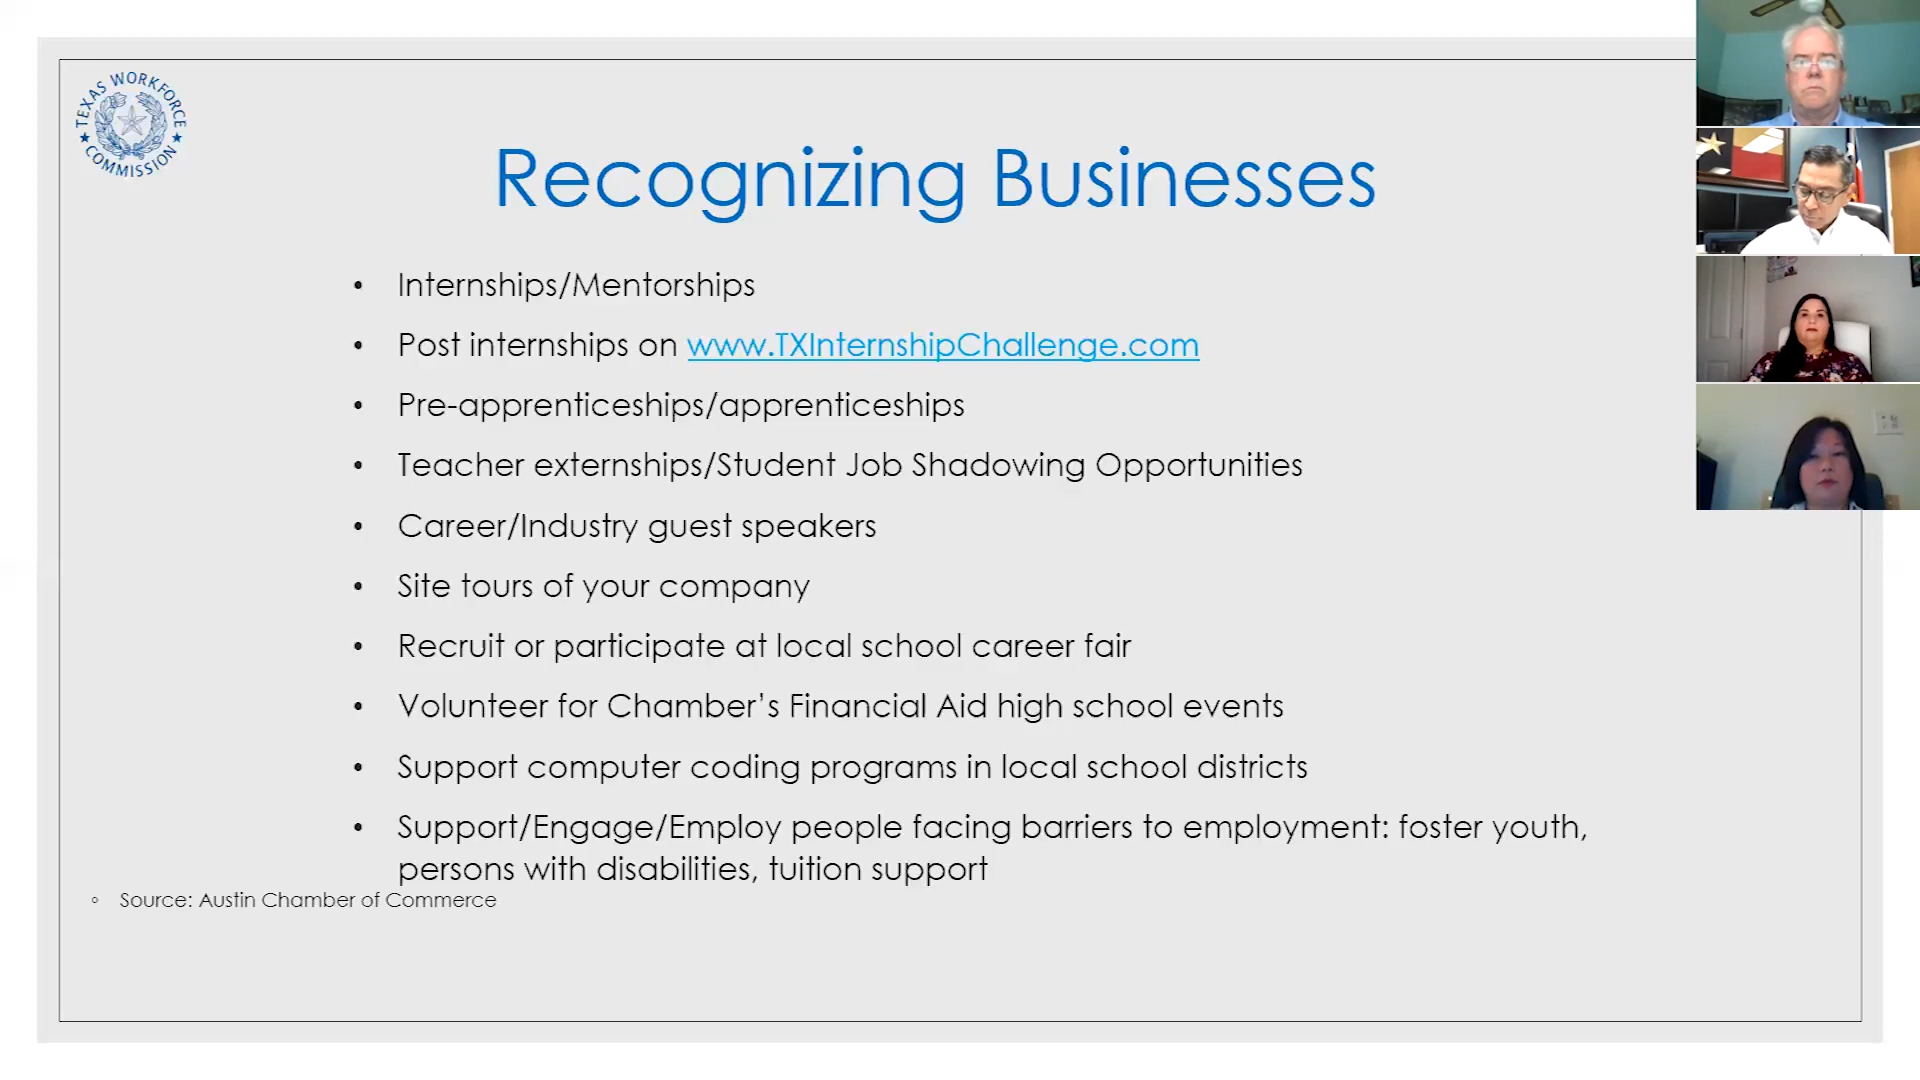 TEXAS WORKFORCE
COMMISSION
Recognizing Businesses
• Internships/Mentorships
• Post internships on www.TXInternshipChallenge.com
• Pre-apprenticeships/apprenticeships
• Teacher externships/Student Job Shadowing Opportunities
• Career/Industry guest speakers
• Site tours of your company
• Recruit or participate at local school career fair
• Volunteer for Chamber's Financial Aid high school events
• Support computer coding programs in local school districts
• Support/Engage/Employ people facing barriers to employment: foster youth,
persons with disabilities, tuition support
◦ Source: Austin Chamber of Commerce